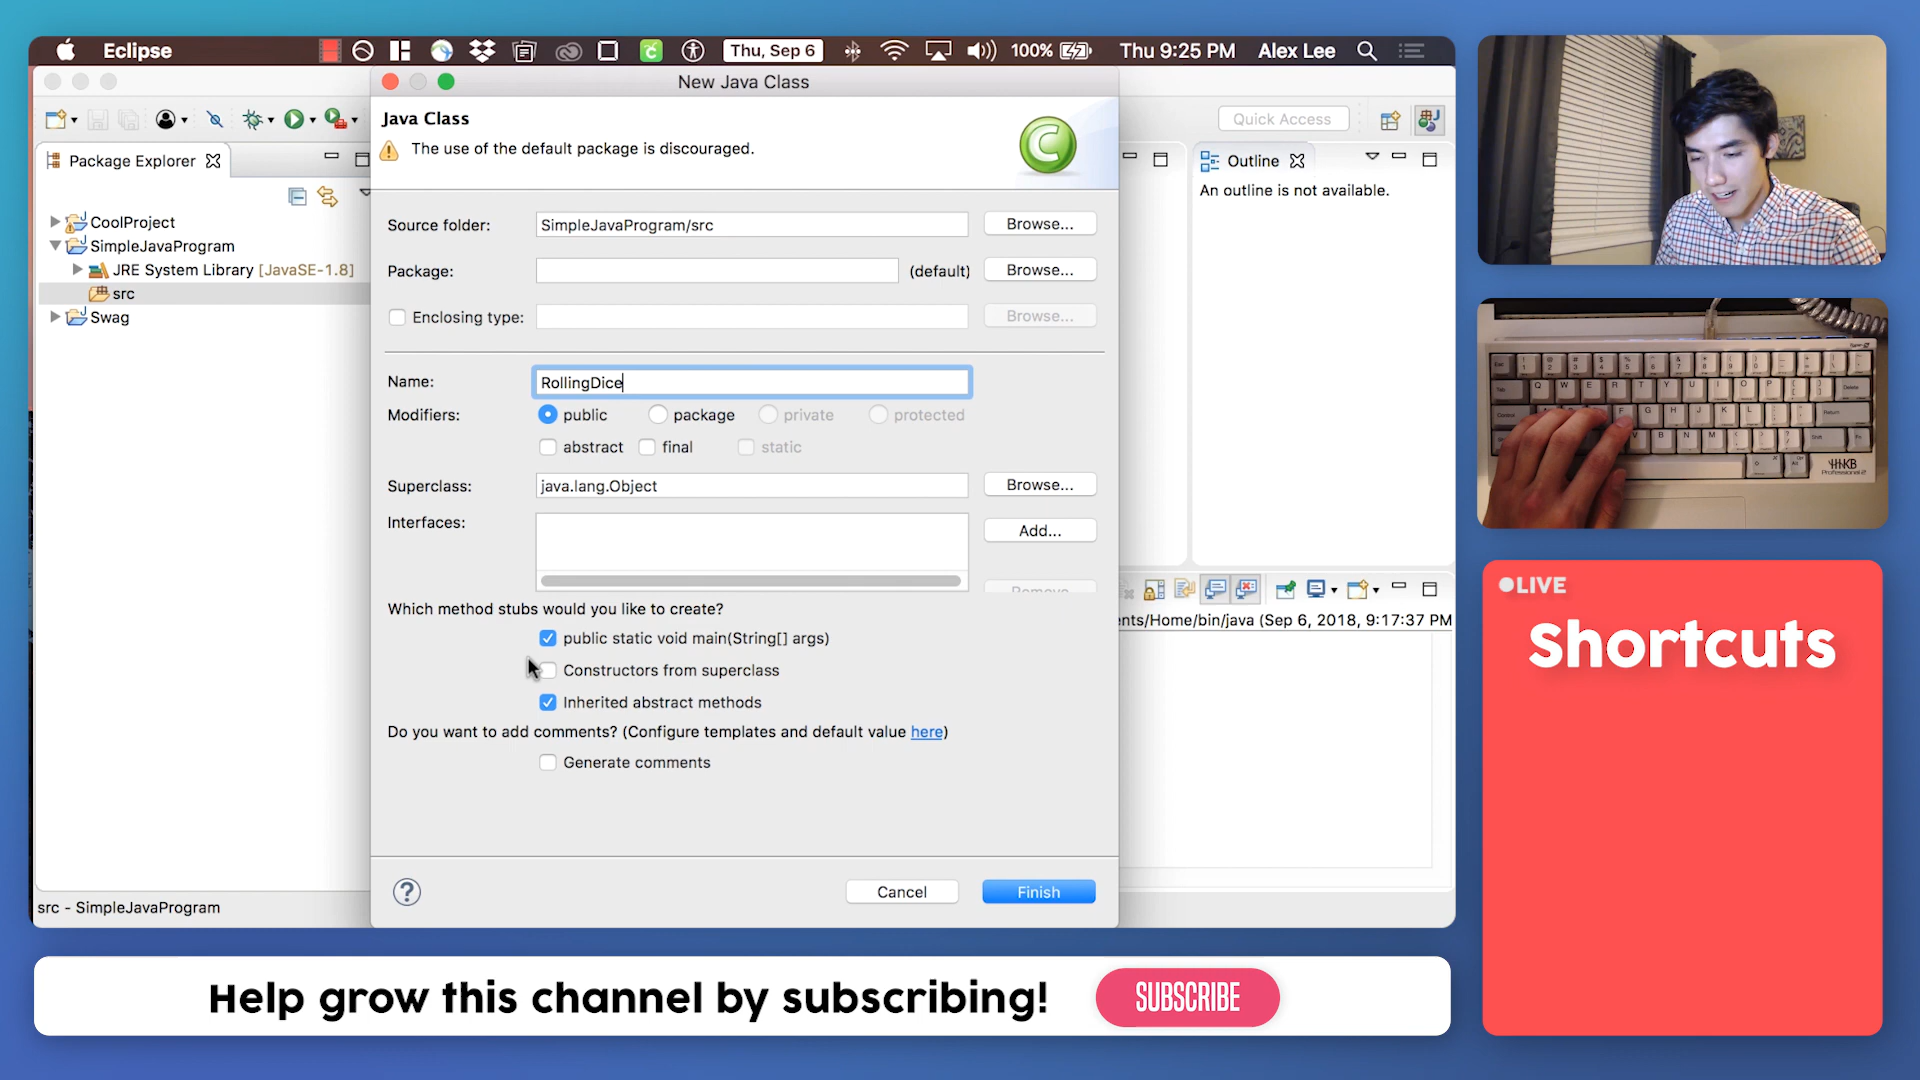 Eclipse
Thu, Sep 6
100%
Thu 9:25 PM
Alex Lee
New Java Class
Java Class
The use of the default package is discouraged.
Quick Access
Package Explorer
CoolProject
SimpleJavaProgram
JRE System Library [JavaSE-1.8]
src
Swag
Source folder:
SimpleJavaProgram/src
Browse...
Package:
(default)
Browse...
Enclosing type:
Browse...
Name:
RollingDice
Modifiers:
public
package
private
protected
abstract
final
static
Superclass:
java.lang.Object
Browse...
Interfaces:
Add...
Remove
Which method stubs would you like to create?
public static void main(String[] args)
Constructors from superclass
Inherited abstract methods
Do you want to add comments? (Configure templates and default value here)
Generate comments
Cancel
Finish
Outline
An outline is not available.
ents/Home/bin/java (Sep 6, 2018, 9:17:37 PM
src - SimpleJavaProgram
HHKB
Professional 2
LIVE
Shortcuts
Help grow this channel by subscribing!
SUBSCRIBE